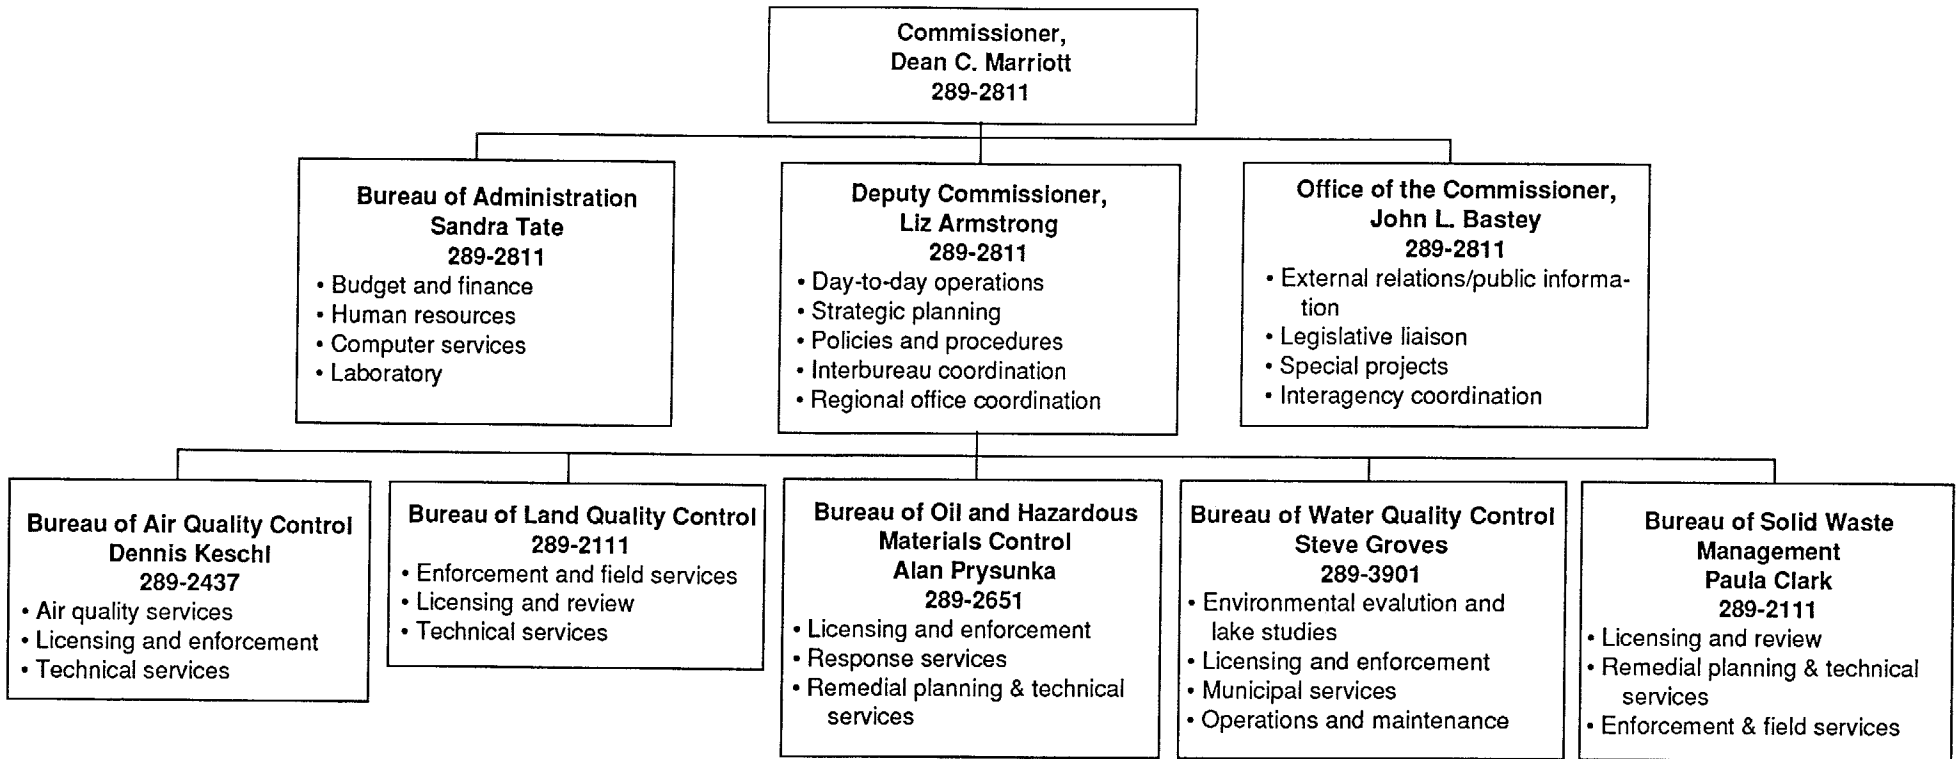 Commissioner,
Dean C. Marriott
289-2811
Bureau of Administration
Sandra Tate
289-2811
• Budget and finance
• Human resources
• Computer services
• Laboratory
Deputy Commissioner,
Liz Armstrong
289-2811
• Day-to-day operations
• Strategic planning
• Policies and procedures
• Interbureau coordination
• Regional office coordination
Office of the Commissioner,
John L. Bastey
289-2811
• External relations/public informa-
tion
• Legislative liaison
• Special projects
• Interagency coordination
Bureau of Air Quality Control
Dennis Keschl
289-2437
• Air quality services
• Licensing and enforcement
• Technical services
Bureau of Land Quality Control
289-2111
• Enforcement and field services
• Licensing and review
• Technical services
Bureau of Oil and Hazardous
Materials Control
Alan Prysunka
289-2651
• Licensing and enforcement
• Response services
• Remedial planning & technical
services
Bureau of Water Quality Control
Steve Groves
289-3901
• Environmental evalution and
lake studies
• Licensing and enforcement
• Municipal services
• Operations and maintenance
Bureau of Solid Waste
Management
Paula Clark
289-2111
• Licensing and review
• Remedial planning & technical
services
• Enforcement & field services